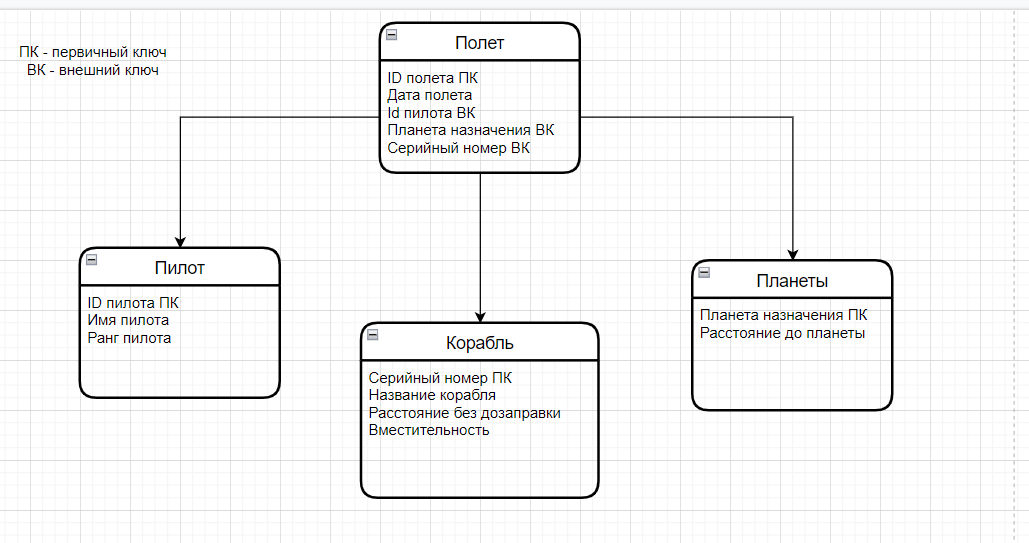 ПК - первичный ключ
ВК - внешний ключ
Полет
ID полета ПК
Дата полета
Id пилота ВК
Планета назначения ВК
Серийный номер ВК
Пилот
ID пилота ПК
Имя пилота
Ранг пилота
Корабль
Серийный номер ПК
Название корабля
Расстояние без дозаправки
Вместительность
Планеты
Планета назначения ПК
Расстояние до планеты